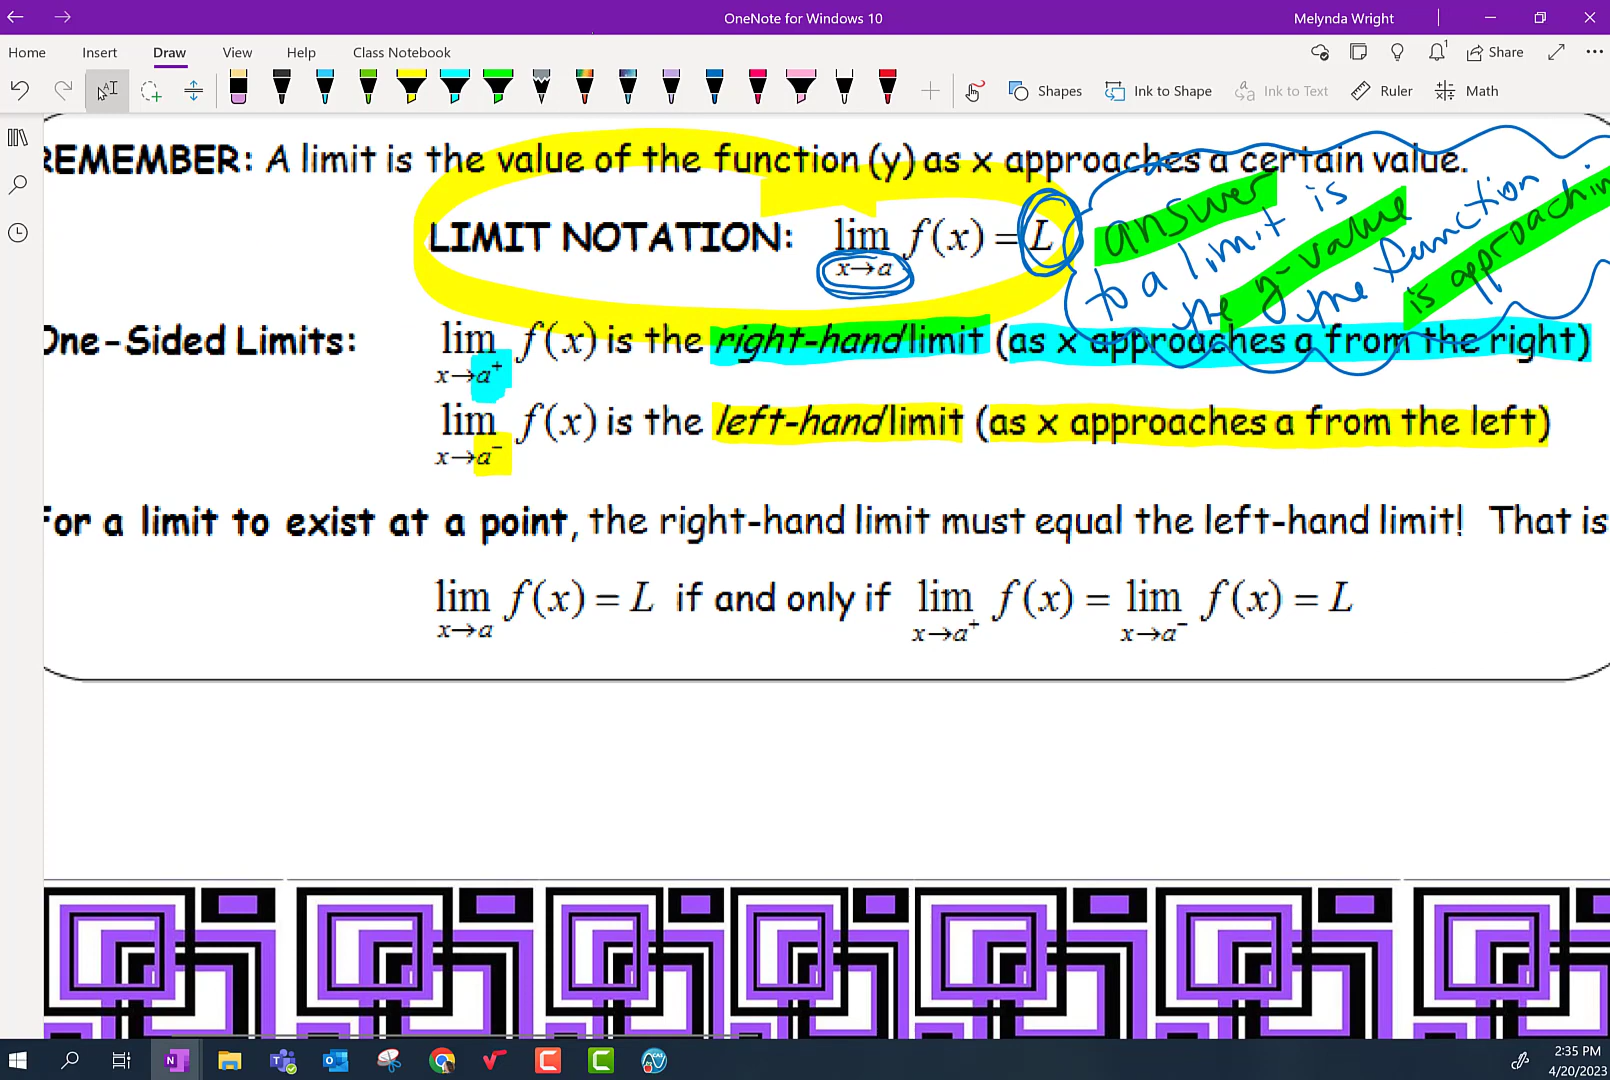 OneNote for Windows 10
Melynda Wright
Home Insert Draw View Help Class Notebook
Share
Shapes Ink to Shape Ink to Text Ruler Math
REMEMBER: A limit is the value of the function (y) as x approaches a certain value.
LIMIT NOTATION: lim x→a f(x) = L
answer
to a limit is
the y-value
the function
is approachin
One-Sided Limits: lim x→a⁺ f(x) is the right-hand limit (as x approaches a from the right)
lim x→a⁻ f(x) is the left-hand limit (as x approaches a from the left)
For a limit to exist at a point, the right-hand limit must equal the left-hand limit! That is
lim x→a f(x) = L if and only if lim x→a⁺ f(x) = lim x→a⁻ f(x) = L
2:35 PM
4/20/2023